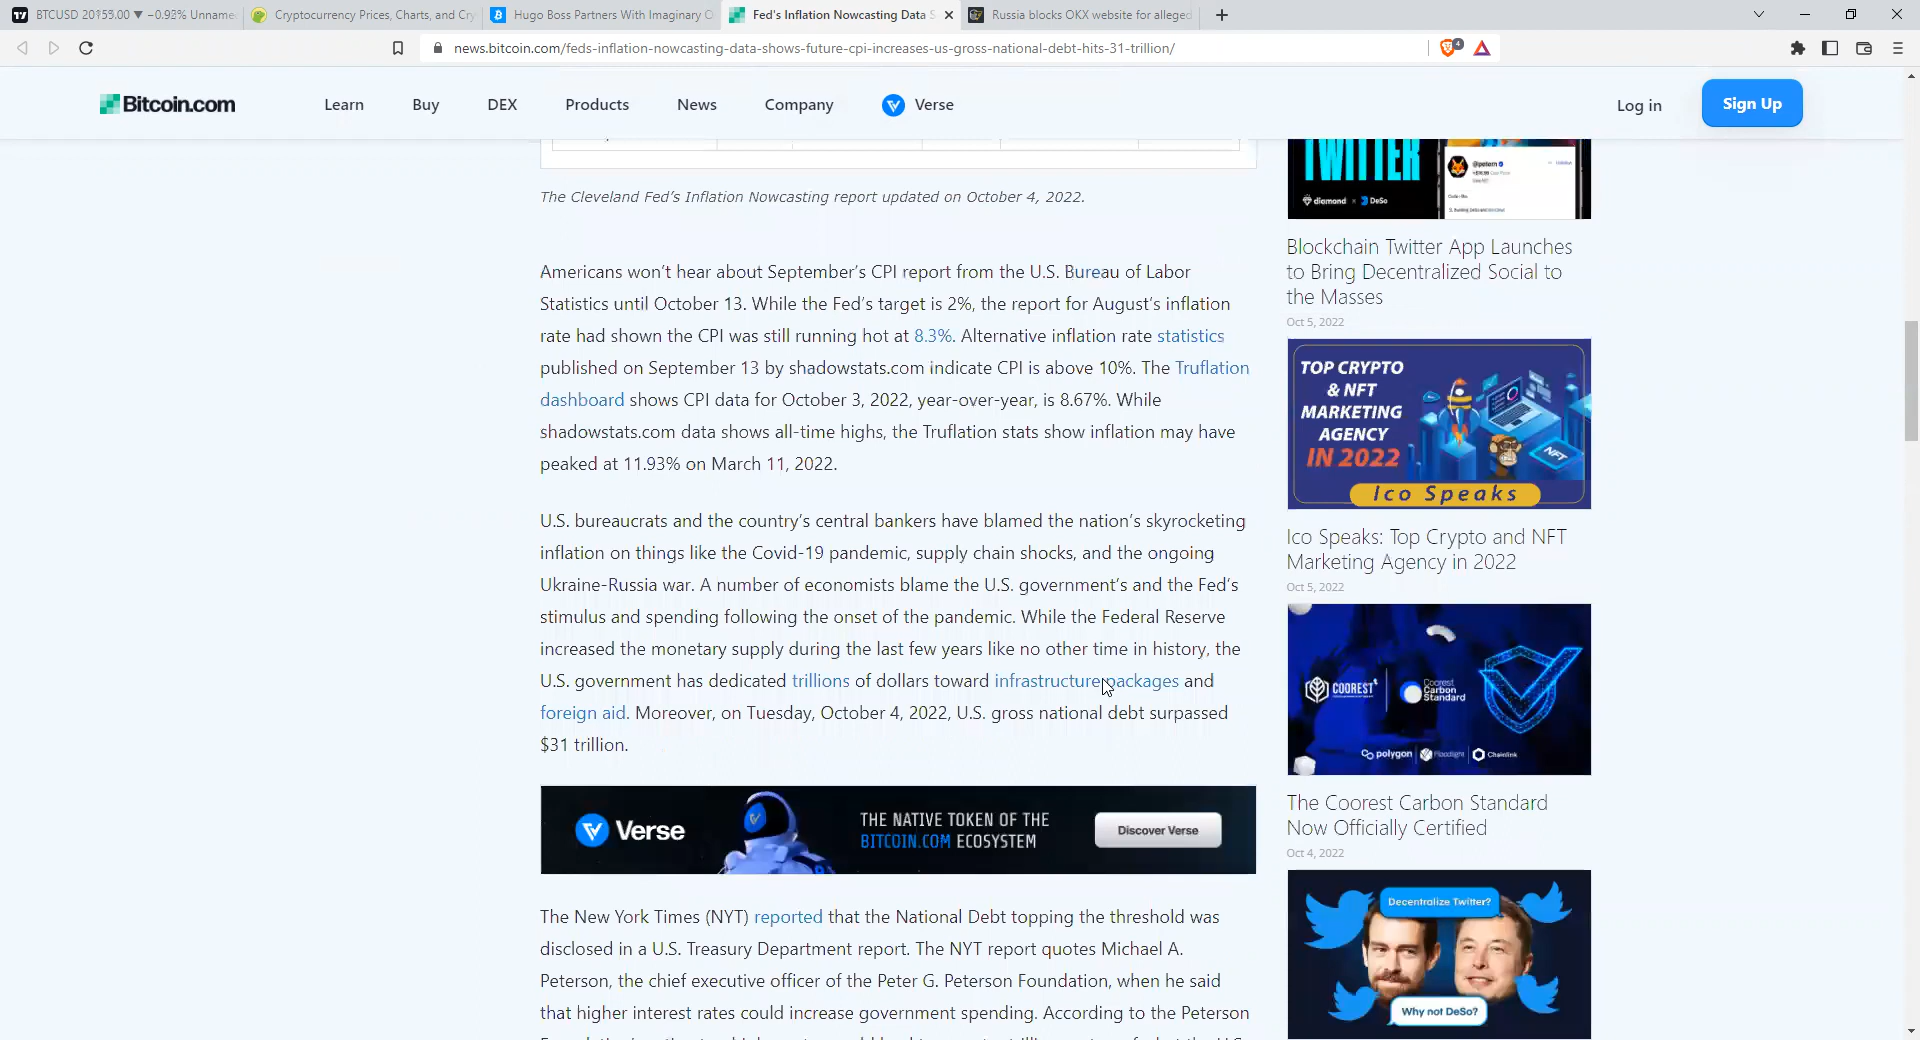 BTCUSD 20155.00 ▼ −0.92% Unname
Cryptocurrency Prices, Charts, and Cry
Hugo Boss Partners With Imaginary O
Fed's Inflation Nowcasting Data S
Russia blocks OKX website for alleged
news.bitcoin.com/feds-inflation-nowcasting-data-shows-future-cpi-increases-us-gross-national-debt-hits-31-trillion/
4
Bitcoin.com
Learn
Buy
DEX
Products
News
Company
Verse
Log in
Sign Up
The Cleveland Fed's Inflation Nowcasting report updated on October 4, 2022.
Americans won't hear about September's CPI report from the U.S. Bureau of Labor
Statistics until October 13. While the Fed's target is 2%, the report for August's inflation
rate had shown the CPI was still running hot at 8.3%. Alternative inflation rate statistics
published on September 13 by shadowstats.com indicate CPI is above 10%. The Truflation
dashboard shows CPI data for October 3, 2022, year-over-year, is 8.67%. While
shadowstats.com data shows all-time highs, the Truflation stats show inflation may have
peaked at 11.93% on March 11, 2022.
U.S. bureaucrats and the country's central bankers have blamed the nation's skyrocketing
inflation on things like the Covid-19 pandemic, supply chain shocks, and the ongoing
Ukraine-Russia war. A number of economists blame the U.S. government's and the Fed's
stimulus and spending following the onset of the pandemic. While the Federal Reserve
increased the monetary supply during the last few years like no other time in history, the
U.S. government has dedicated trillions of dollars toward infrastructure packages and
foreign aid. Moreover, on Tuesday, October 4, 2022, U.S. gross national debt surpassed
$31 trillion.
Verse
THE NATIVE TOKEN OF THE
BITCOIN.COM ECOSYSTEM
Discover Verse
The New York Times (NYT) reported that the National Debt topping the threshold was
disclosed in a U.S. Treasury Department report. The NYT report quotes Michael A.
Peterson, the chief executive officer of the Peter G. Peterson Foundation, when he said
that higher interest rates could increase government spending. According to the Peterson
TWITTER
@petern
diamond x DeSo
Blockchain Twitter App Launches
to Bring Decentralized Social to
the Masses
Oct 5, 2022
TOP CRYPTO
& NFT
MARKETING
AGENCY
IN 2022
NFT
Ico Speaks
Ico Speaks: Top Crypto and NFT
Marketing Agency in 2022
Oct 5, 2022
COOREST
Coorest
Carbon
Standard
polygon
Floodlight
Chainlink
The Coorest Carbon Standard
Now Officially Certified
Oct 4, 2022
Decentralize Twitter?
Why not DeSo?